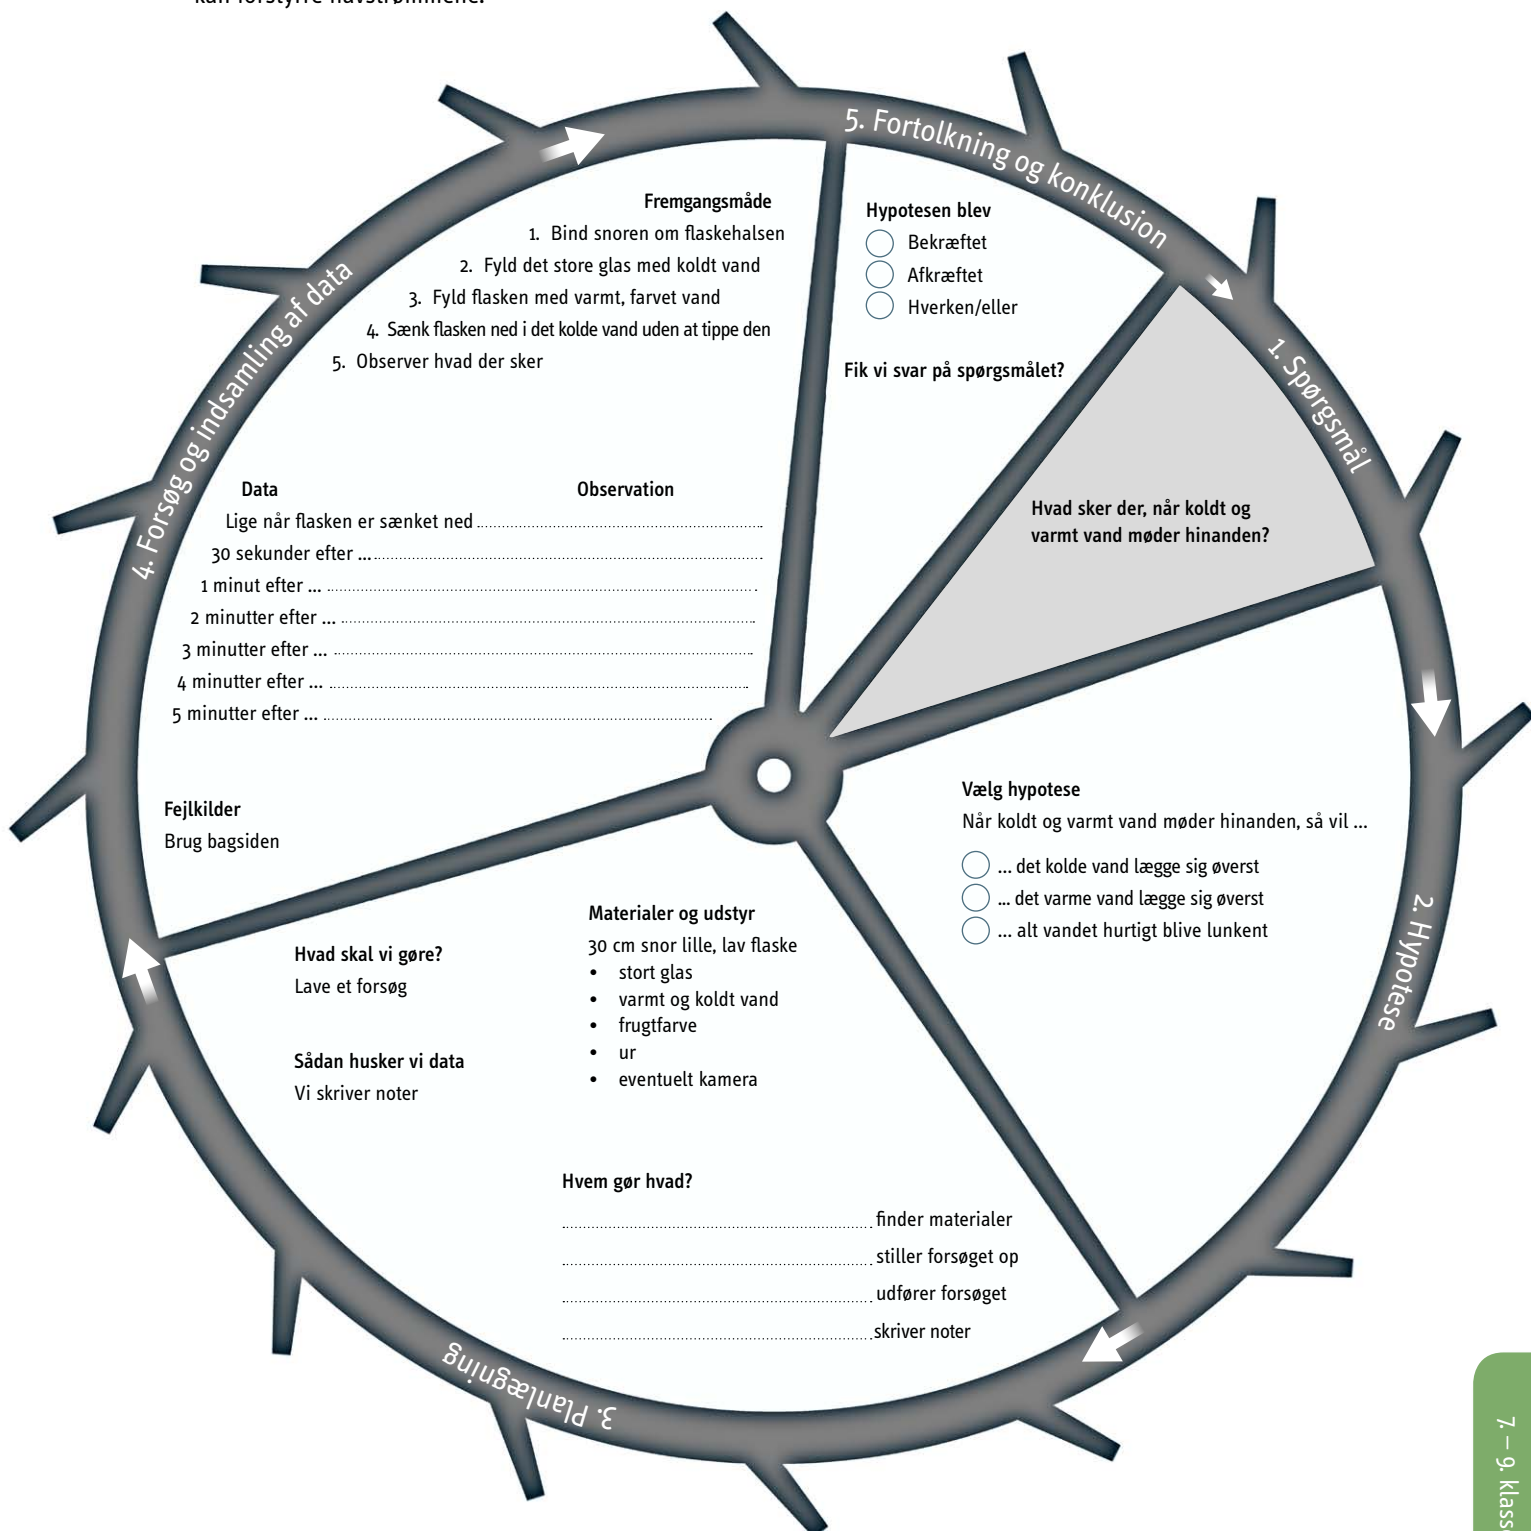 kan forstyrre havstrømmene.
5. Fortolkning og konklusion
Hypotesen blev
Bekræftet
Afkræftet
Hverken/eller
Fik vi svar på spørgsmålet?
1. Spørgsmål
Hvad sker der, når koldt og
varmt vand møder hinanden?
2. Hypotese
Vælg hypotese
Når koldt og varmt vand møder hinanden, så vil ...
... det kolde vand lægge sig øverst
... det varme vand lægge sig øverst
... alt vandet hurtigt blive lunkent
3. Planlægning
Hvad skal vi gøre?
Lave et forsøg
Sådan husker vi data
Vi skriver noter
Materialer og udstyr
30 cm snor lille, lav flaske
• stort glas
• varmt og koldt vand
• frugtfarve
• ur
• eventuelt kamera
Hvem gør hvad?
finder materialer
stiller forsøget op
udfører forsøget
skriver noter
4. Forsøg og indsamling af data
Fremgangsmåde
1. Bind snoren om flaskehalsen
2. Fyld det store glas med koldt vand
3. Fyld flasken med varmt, farvet vand
4. Sænk flasken ned i det kolde vand uden at tippe den
5. Observer hvad der sker
Data Observation
Lige når flasken er sænket ned
30 sekunder efter ...
1 minut efter ...
2 minutter efter ...
3 minutter efter ...
4 minutter efter ...
5 minutter efter ...
Fejlkilder
Brug bagsiden
7. – 9. klasse